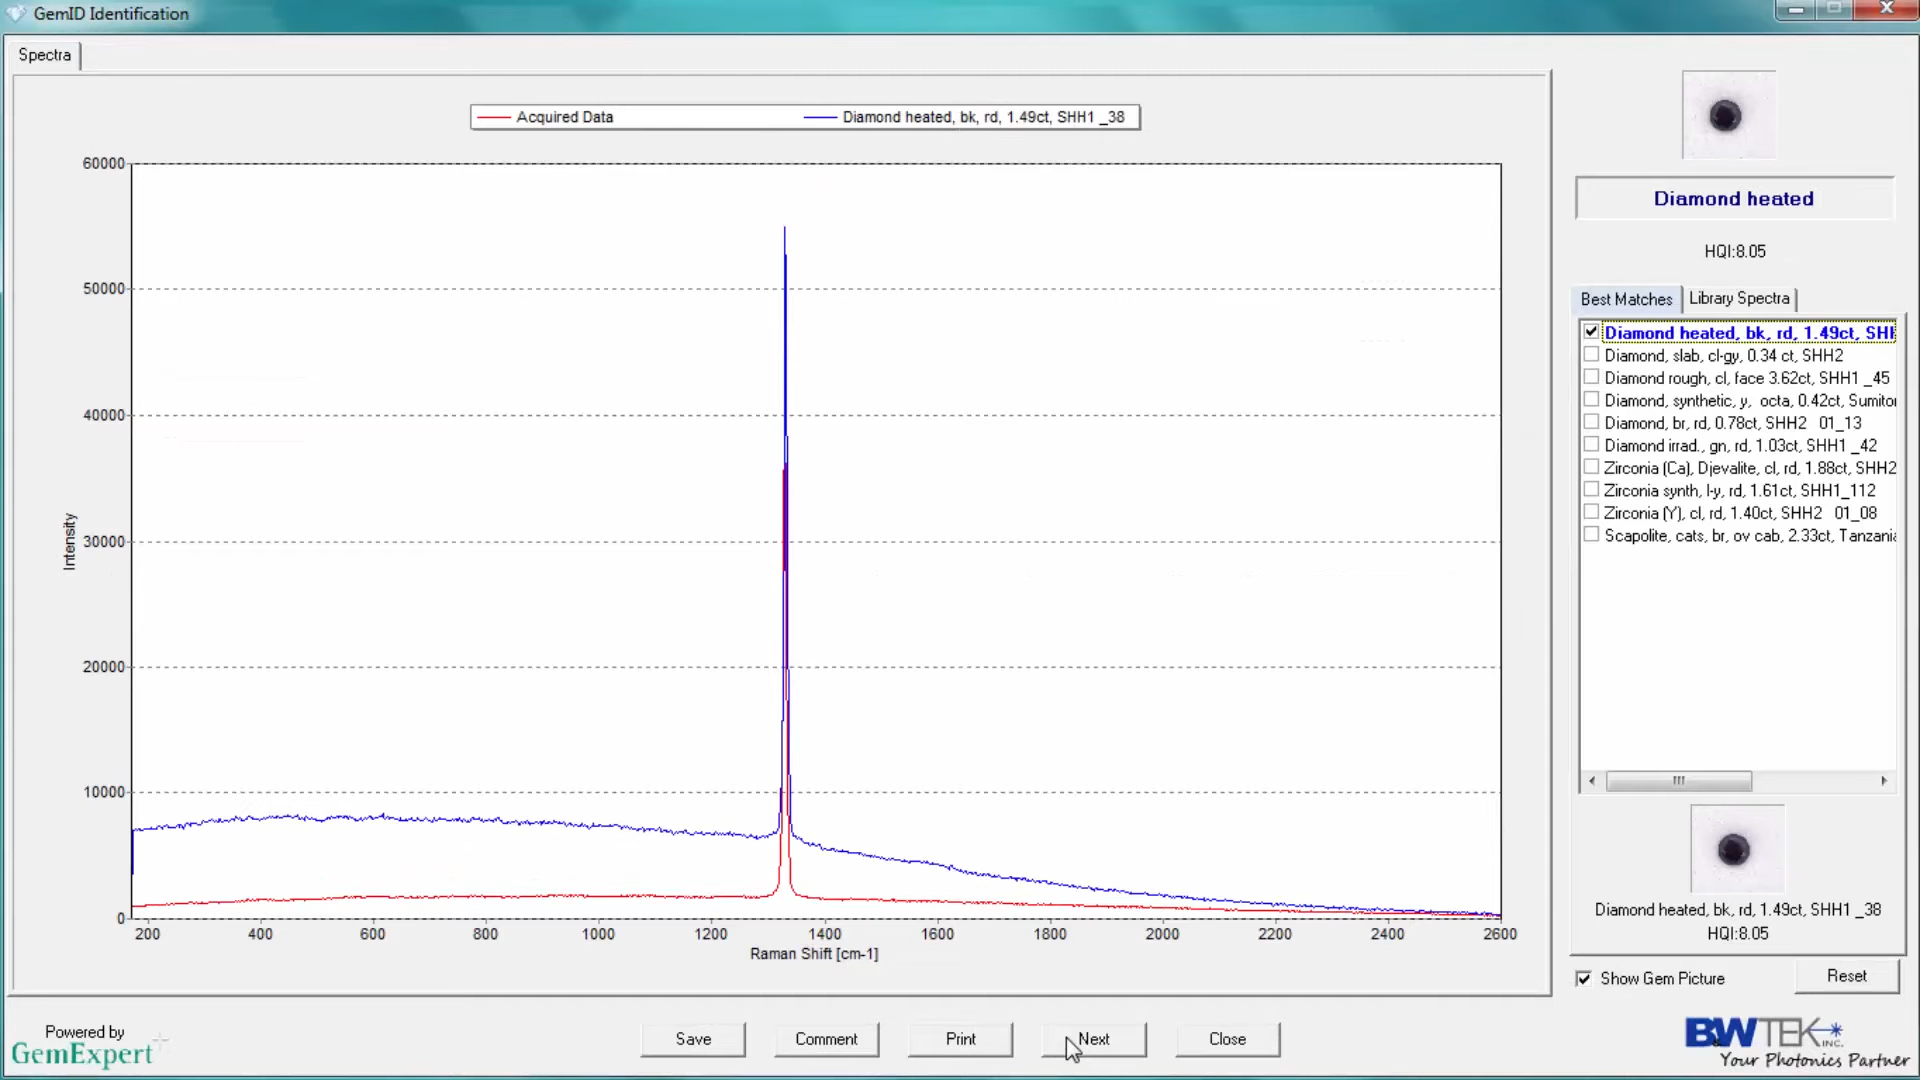 GemID Identification
Spectra
Acquired Data
Diamond heated, bk, rd, 1.49ct, SHH1 _38
60000
50000
40000
30000
20000
10000
0
Intensity
200 400 600 800 1000 1200 1400 1600 1800 2000 2200 2400 2600
Raman Shift [cm-1]
Diamond heated
HQI:8.05
Best Matches
Library Spectra
Diamond heated, bk, rd, 1.49ct, SHH
Diamond, slab, cl-gy, 0.34 ct, SHH2
Diamond rough, cl, face 3.62ct, SHH1 _45
Diamond, synthetic, y, octa, 0.42ct, Sumito
Diamond, br, rd, 0.78ct, SHH2 01_13
Diamond irrad., gn, rd, 1.03ct, SHH1 _42
Zirconia (Ca), Djevalite, cl, rd, 1.88ct, SHH2
Zirconia synth, l-y, rd, 1.61ct, SHH1_112
Zirconia (Y), cl, rd, 1.40ct, SHH2 01_08
Scapolite, cats, br, ov cab, 2.33ct, Tanzania
Diamond heated, bk, rd, 1.49ct, SHH1 _38
HQI:8.05
Show Gem Picture
Reset
Powered by
GemExpert
Save
Comment
Print
Next
Close
B&WTEK INC.
Your Photonics Partner